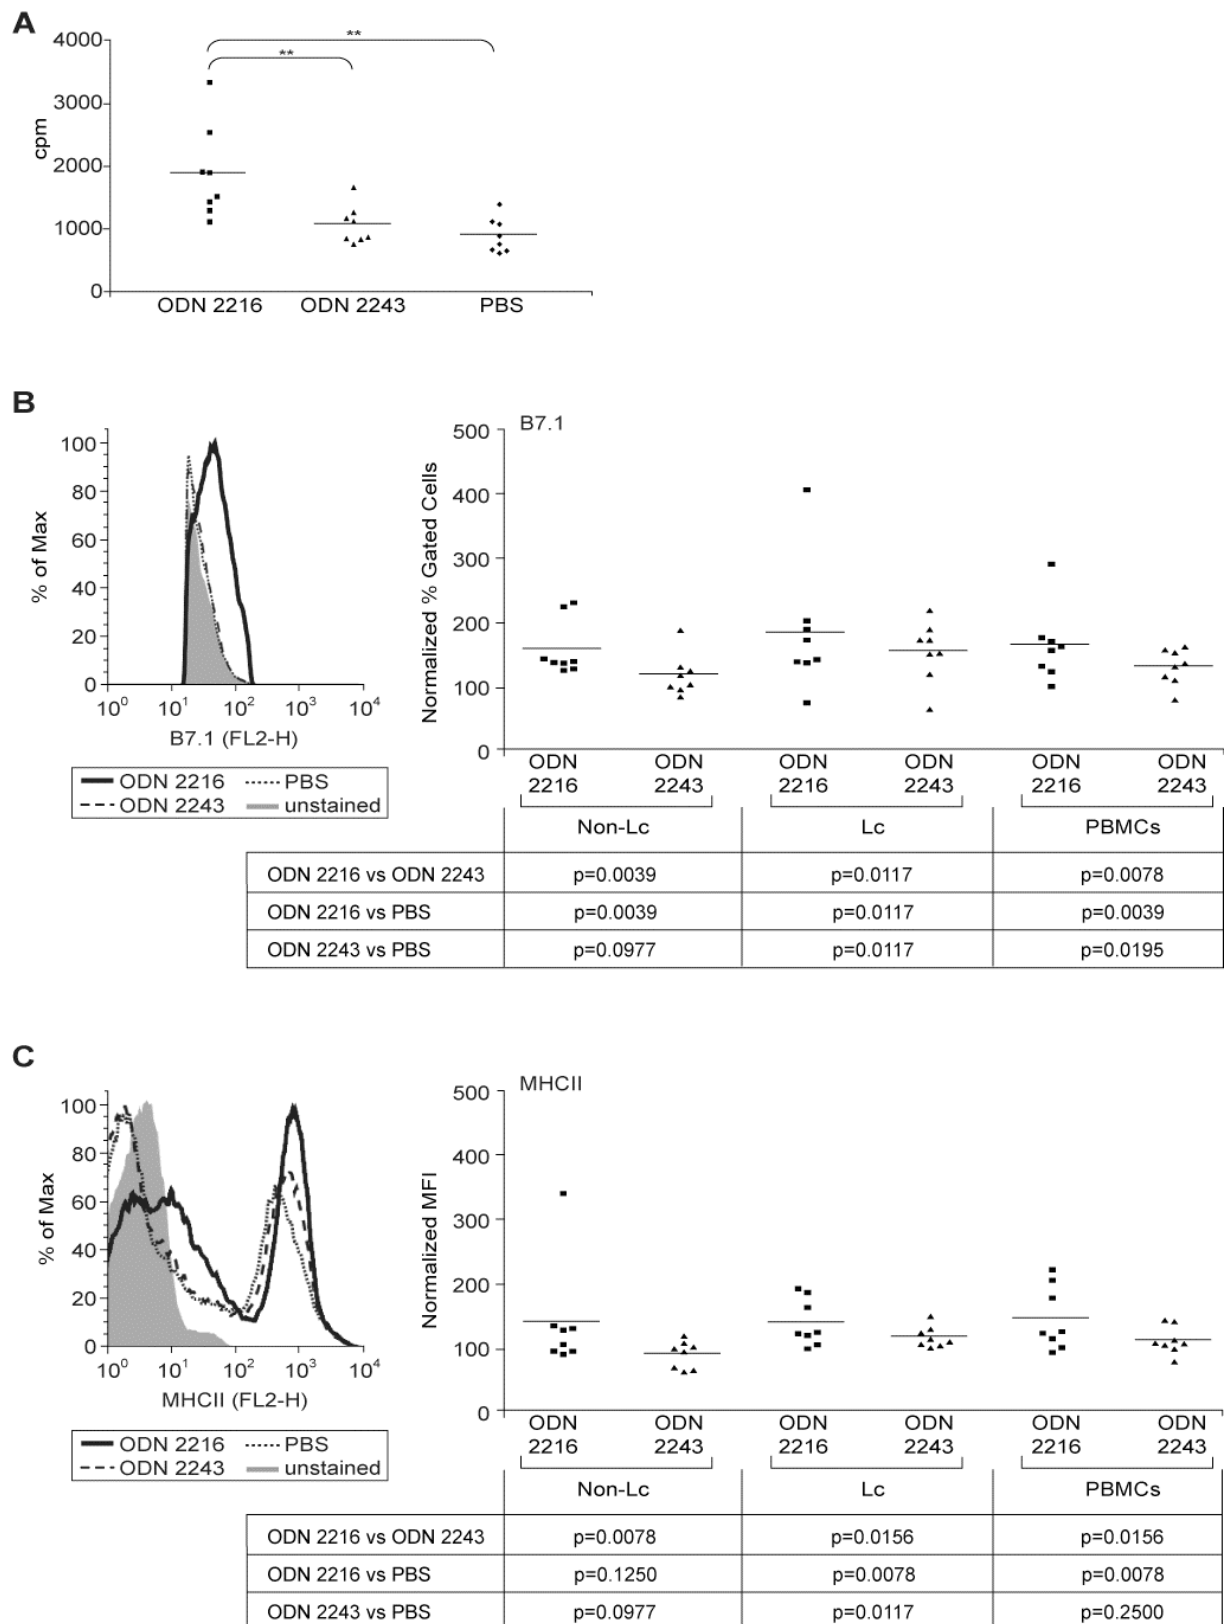 A
4000
3000
2000
1000
0
cpm
**
**
ODN 2216 ODN 2243 PBS
B
100
80
60
40
20
0
% of Max
10⁰ 10¹ 10² 10³ 10⁴
B7.1 (FL2-H)
ODN 2216 PBS
ODN 2243 unstained
B7.1
500
400
300
200
100
0
Normalized % Gated Cells
ODN 2216 ODN 2243 ODN 2216 ODN 2243 ODN 2216 ODN 2243
Non-Lc Lc PBMCs
ODN 2216 vs ODN 2243 p=0.0039 p=0.0117 p=0.0078
ODN 2216 vs PBS p=0.0039 p=0.0117 p=0.0039
ODN 2243 vs PBS p=0.0977 p=0.0117 p=0.0195
C
100
80
60
40
20
0
% of Max
10⁰ 10¹ 10² 10³ 10⁴
MHCII (FL2-H)
ODN 2216 PBS
ODN 2243 unstained
MHCII
500
400
300
200
100
0
Normalized MFI
ODN 2216 ODN 2243 ODN 2216 ODN 2243 ODN 2216 ODN 2243
Non-Lc Lc PBMCs
ODN 2216 vs ODN 2243 p=0.0078 p=0.0156 p=0.0156
ODN 2216 vs PBS p=0.1250 p=0.0078 p=0.0078
ODN 2243 vs PBS p=0.0977 p=0.0117 p=0.2500